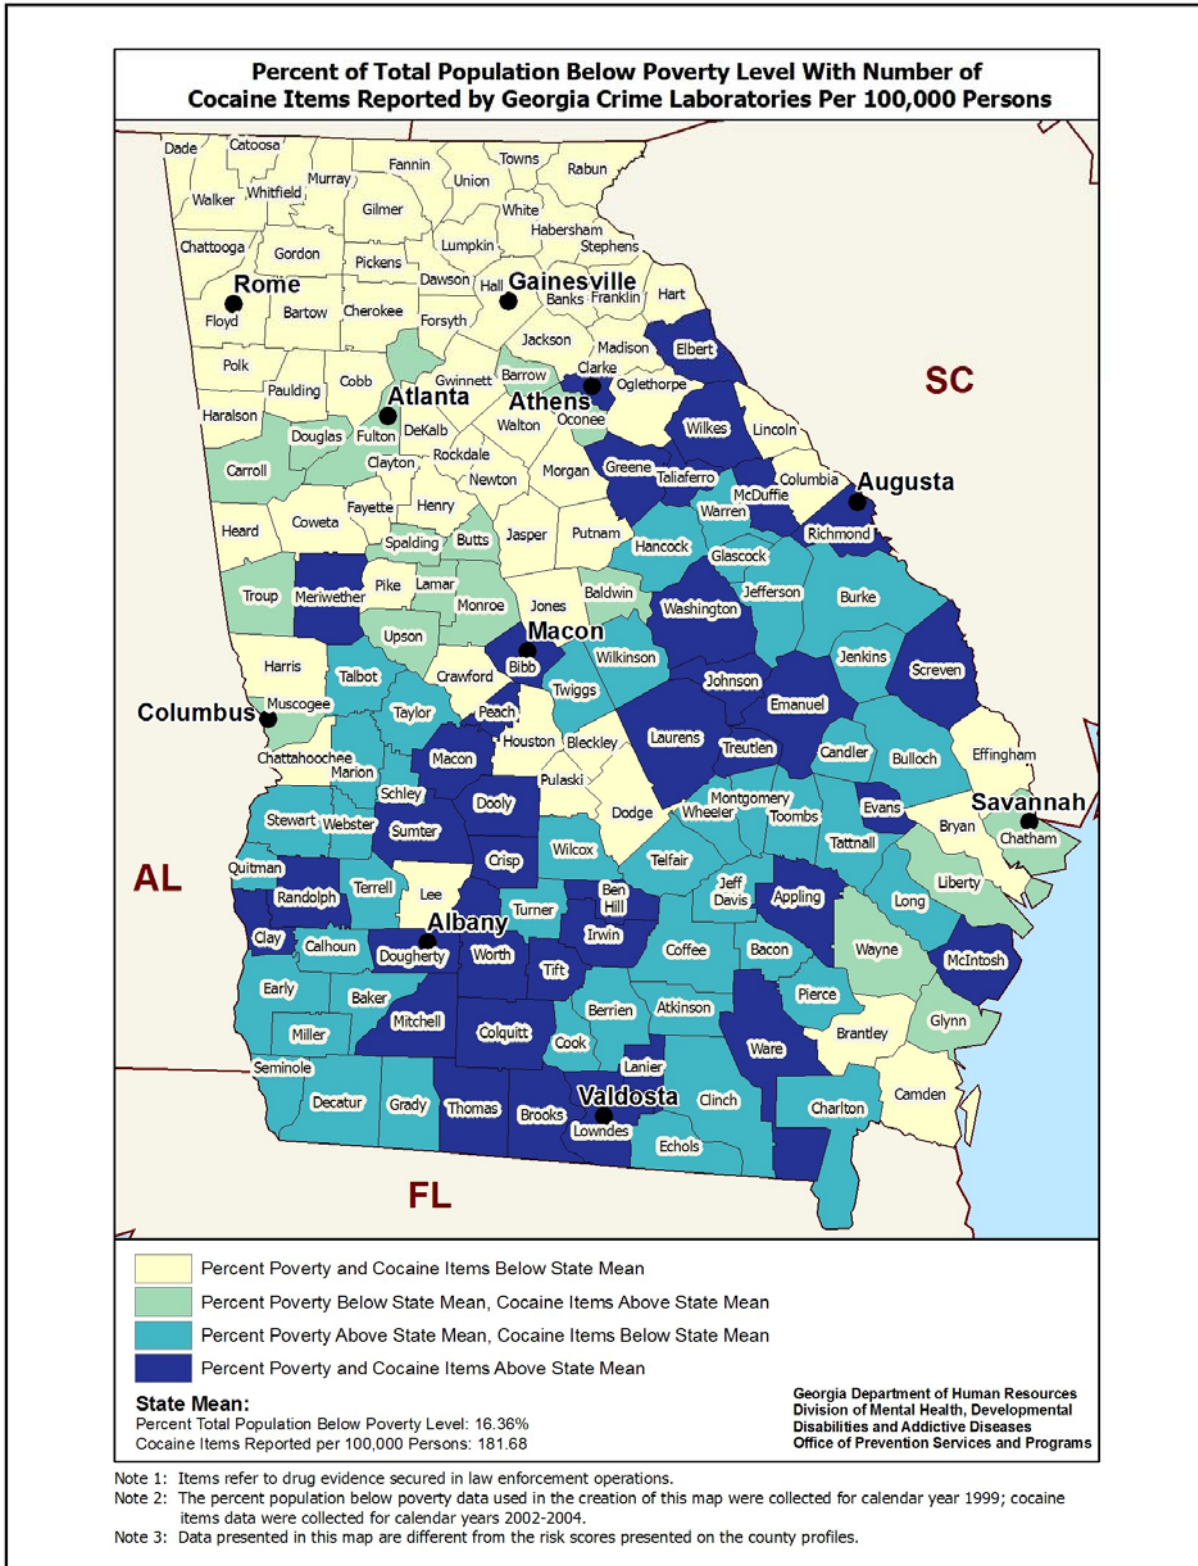 Percent of Total Population Below Poverty Level With Number of
Cocaine Items Reported by Georgia Crime Laboratories Per 100,000 Persons
Dade
Catoosa
Fannin
Towns
Rabun
Murray
Union
Walker
Whitfield
Gilmer
White
Habersham
Chattooga
Gordon
Lumpkin
Stephens
Pickens
Dawson
Rome
Hall
Gainesville
Banks
Franklin
Hart
Floyd
Bartow
Cherokee
Forsyth
Jackson
Madison
Elbert
Polk
Paulding
Cobb
Gwinnett
Barrow
Clarke
Oglethorpe
SC
Haralson
Atlanta
Athens
Oconee
Walton
Wilkes
Lincoln
Douglas
Fulton
DeKalb
Carroll
Clayton
Rockdale
Newton
Morgan
Greene
Taliaferro
Columbia
McDuffie
Augusta
Heard
Coweta
Fayette
Henry
Jasper
Putnam
Warren
Richmond
Spalding
Butts
Hancock
Glascock
Troup
Meriwether
Pike
Lamar
Monroe
Jones
Baldwin
Washington
Jefferson
Burke
Upson
Macon
Bibb
Harris
Talbot
Crawford
Twiggs
Wilkinson
Johnson
Jenkins
Screven
Columbus
Muscogee
Taylor
Peach
Emanuel
Chattahoochee
Marion
Macon
Houston
Bleckley
Laurens
Treutlen
Candler
Bulloch
Effingham
Schley
Pulaski
Dooly
Montgomery
Evans
Savannah
Stewart
Webster
Sumter
Dodge
Wheeler
Toombs
Bryan
Chatham
Quitman
Crisp
Wilcox
Telfair
Tattnall
AL
Randolph
Terrell
Lee
Ben
Hill
Jeff
Davis
Appling
Liberty
Long
Turner
Clay
Calhoun
Albany
Dougherty
Worth
Irwin
Coffee
Bacon
Wayne
McIntosh
Tift
Early
Baker
Mitchell
Berrien
Atkinson
Pierce
Glynn
Miller
Colquitt
Cook
Ware
Brantley
Seminole
Lanier
Decatur
Grady
Thomas
Brooks
Valdosta
Lowndes
Clinch
Charlton
Camden
Echols
FL
Percent Poverty and Cocaine Items Below State Mean
Percent Poverty Below State Mean, Cocaine Items Above State Mean
Percent Poverty Above State Mean, Cocaine Items Below State Mean
Percent Poverty and Cocaine Items Above State Mean
State Mean:
Percent Total Population Below Poverty Level: 16.36%
Cocaine Items Reported per 100,000 Persons: 181.68
Georgia Department of Human Resources
Division of Mental Health, Developmental
Disabilities and Addictive Diseases
Office of Prevention Services and Programs
Note 1: Items refer to drug evidence secured in law enforcement operations.
Note 2: The percent population below poverty data used in the creation of this map were collected for calendar year 1999; cocaine
items data were collected for calendar years 2002-2004.
Note 3: Data presented in this map are different from the risk scores presented on the county profiles.